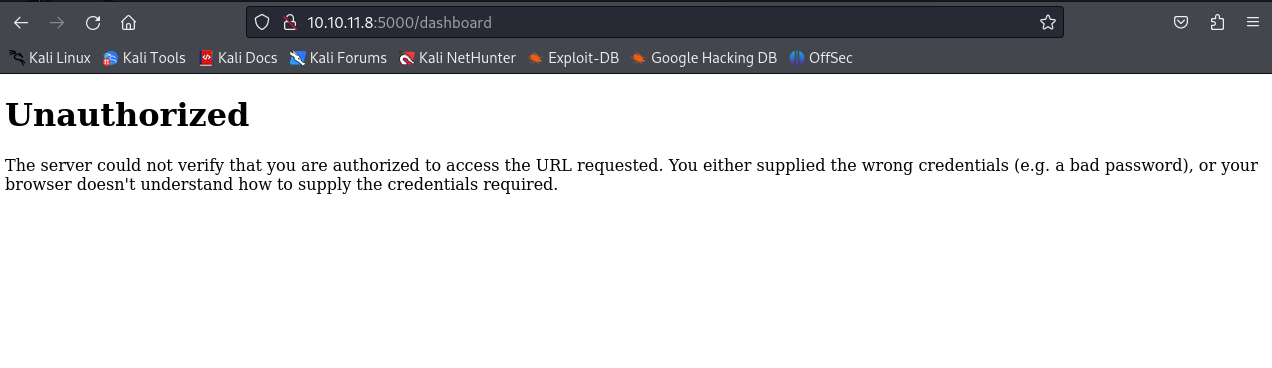 10.10.11.8:5000/dashboard
Kali Linux Kali Tools Kali Docs Kali Forums Kali NetHunter Exploit-DB Google Hacking DB OffSec
Unauthorized
The server could not verify that you are authorized to access the URL requested. You either supplied the wrong credentials (e.g. a bad password), or your
browser doesn't understand how to supply the credentials required.